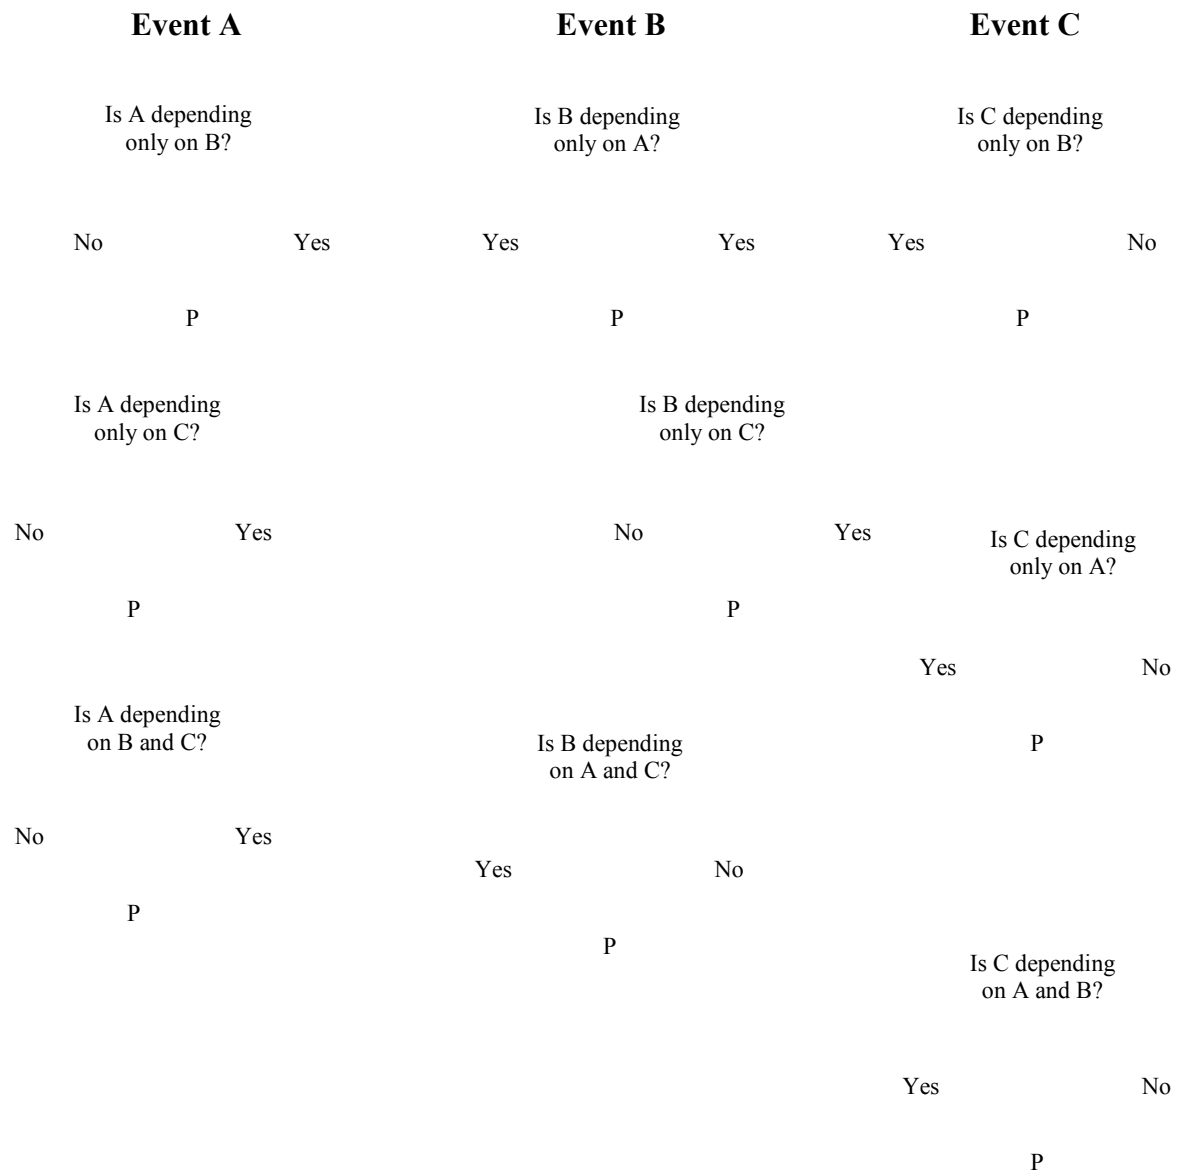 Event A Event B Event C
Is A depending Is B depending Is C depending
only on B? only on A? only on B?
No Yes Yes Yes Yes No
P P P
Is A depending Is B depending
only on C? only on C?
No Yes No Yes Is C depending
only on A?
P P
Yes No
Is A depending
on B and C? Is B depending P
on A and C?
No Yes
Yes No
P
P
Is C depending
on A and B?
Yes No
P